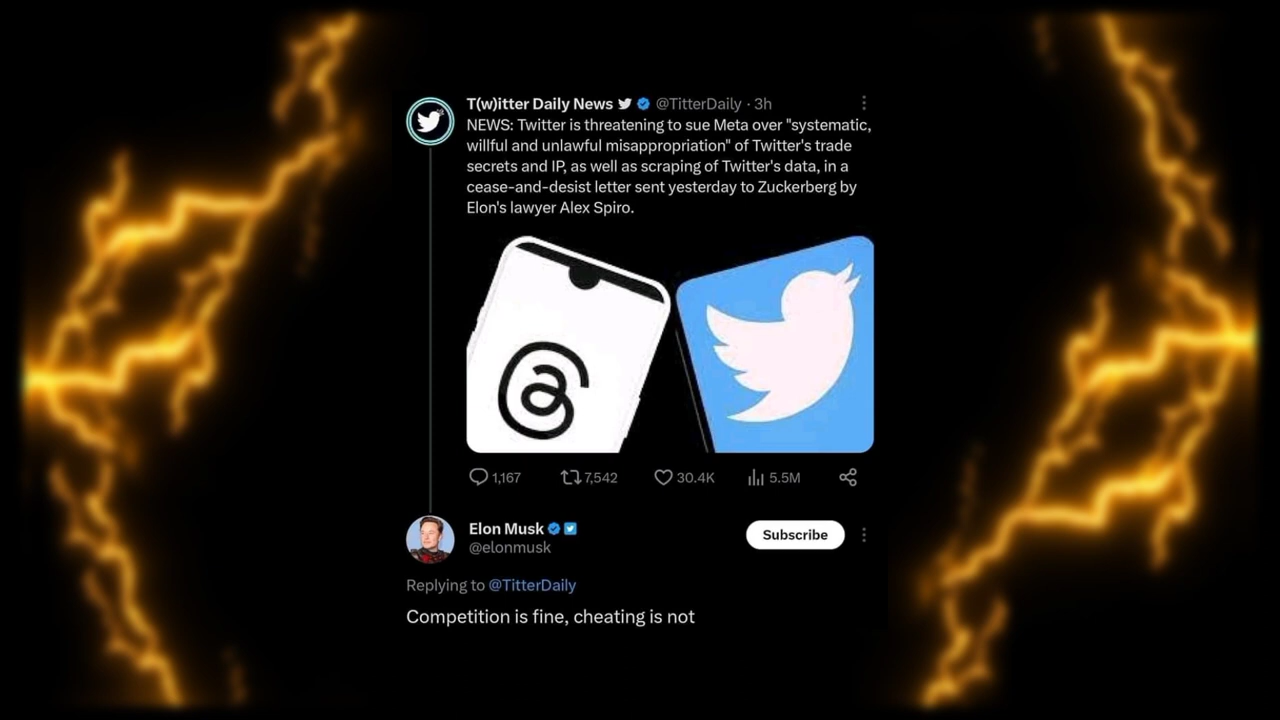 T(w)itter Daily News @TitterDaily · 3h
NEWS: Twitter is threatening to sue Meta over "systematic,
willful and unlawful misappropriation" of Twitter's trade
secrets and IP, as well as scraping of Twitter's data, in a
cease-and-desist letter sent yesterday to Zuckerberg by
Elon's lawyer Alex Spiro.
1,167 7,542 30.4K 5.5M
Elon Musk
Subscribe
@elonmusk
Replying to @TitterDaily
Competition is fine, cheating is not